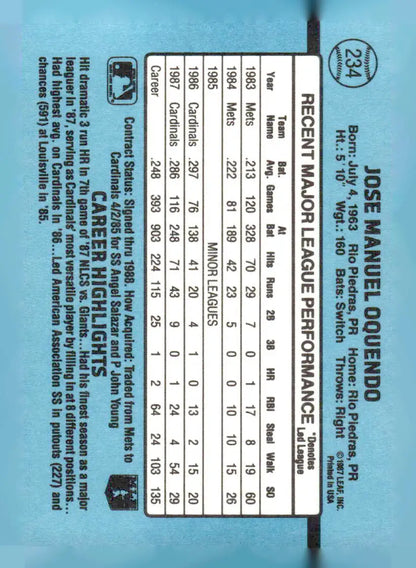 234
JOSE MANUEL OQUENDO
Born: July 4, 1963 Rio Piedras, PR Home: Rio Piedras, PR
Ht.: 5' 10" Wgt.: 160 Bats: Switch Throws: Right
©1987 LEAF, INC.
Printed in USA
RECENT MAJOR LEAGUE PERFORMANCE *Denotes Led League
Year Team Name Bat. Avg. Games At Bat Hits Runs 2B 3B HR RBI Steal Walk SO
1983 Mets .213 120 328 70 29 7 0 1 17 8 19 60
1984 Mets .222 81 189 42 23 5 0 0 10 10 15 26
1985 MINOR LEAGUES
1986 Cardinals .297 76 138 41 20 4 1 0 13 2 15 20
1987 Cardinals .286 116 248 71 43 9 0 1 24 4 54 29
Career .248 393 903 224 115 25 1 2 64 24 103 135
Contract Status: Signed thru 1988. How Acquired: Traded from Mets to
Cardinals 4/2/85 for SS Angel Salazar and P John Young
CAREER HIGHLIGHTS
Hit dramatic 3 run HR in 7th game of '87 NLCS vs. Giants...Had his finest season as a major
leaguer in '87, serving as Cardinals' most versatile player by filling in at 8 different positions...
Had highest avg. on Cardinals in '86...Led American Association SS in putouts (227) and
chances (591) at Louisville in '85.